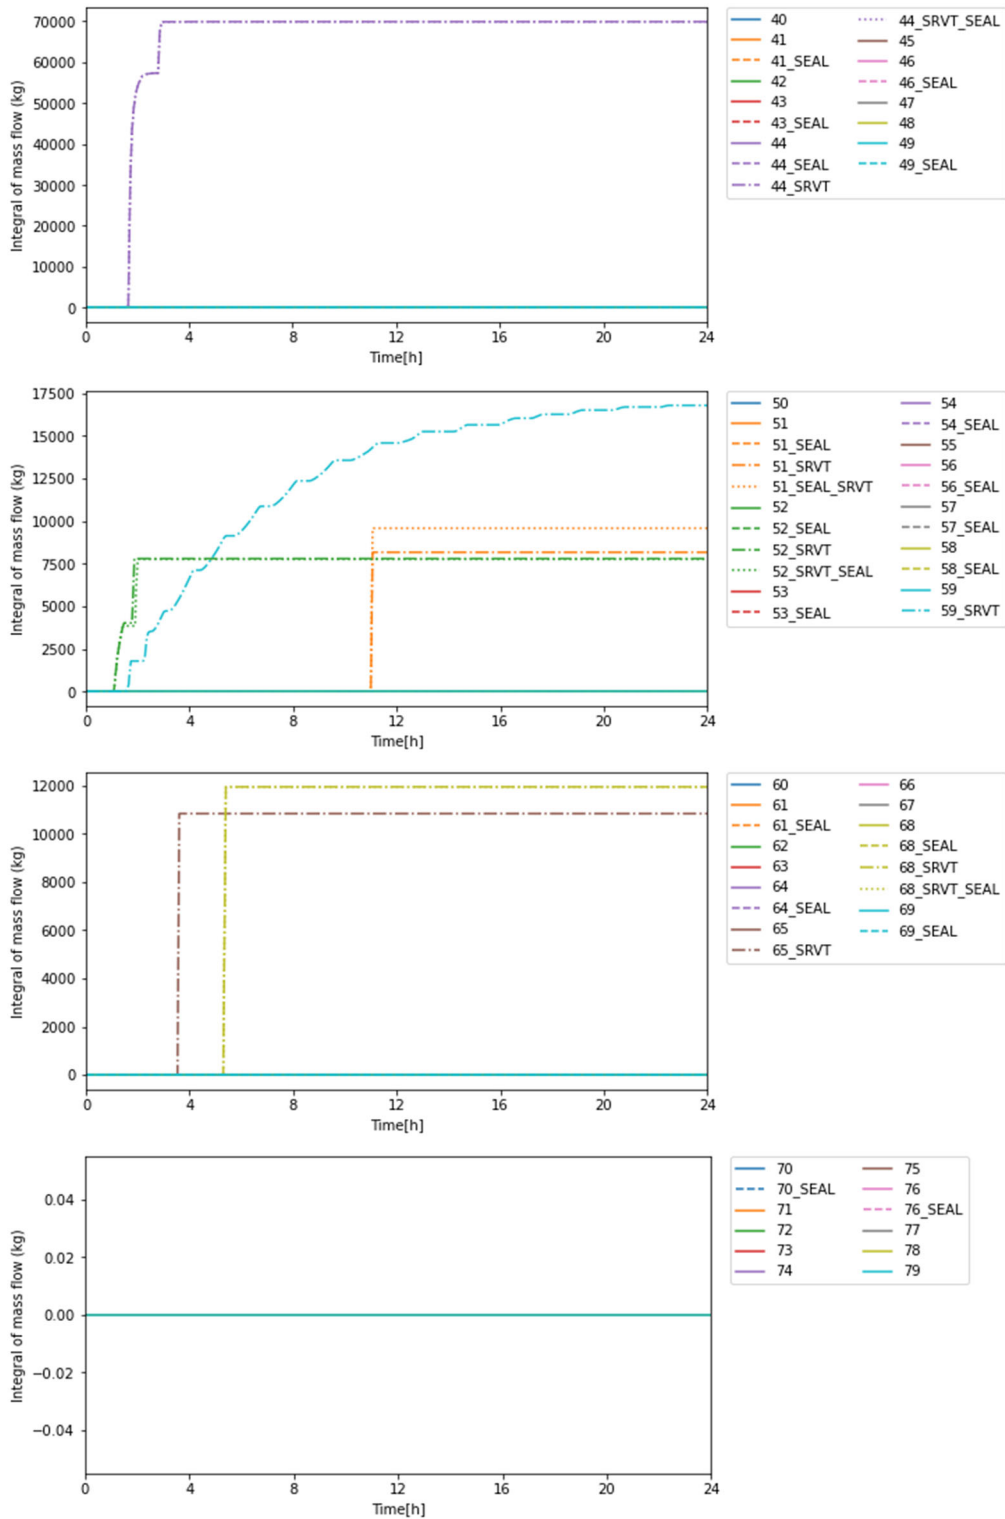 70000
60000
50000
40000
30000
20000
10000
0
Integral of mass flow (kg)
0 4 8 12 16 20 24
Time[h]
40 44_SRVT_SEAL
41 45
41_SEAL 46
42 46_SEAL
43 47
43_SEAL 48
44 49
44_SEAL 49_SEAL
44_SRVT
17500
15000
12500
10000
7500
5000
2500
0
Integral of mass flow (kg)
0 4 8 12 16 20 24
Time[h]
50 54
51 54_SEAL
51_SEAL 55
51_SRVT 56
51_SEAL_SRVT 56_SEAL
52 57
52_SEAL 57_SEAL
52_SRVT 58
52_SRVT_SEAL 58_SEAL
53 59
53_SEAL 59_SRVT
12000
10000
8000
6000
4000
2000
0
Integral of mass flow (kg)
0 4 8 12 16 20 24
Time[h]
60 66
61 67
61_SEAL 68
62 68_SEAL
63 68_SRVT
64 68_SRVT_SEAL
64_SEAL 69
65 69_SEAL
65_SRVT
0.04
0.02
0.00
−0.02
−0.04
Integral of mass flow (kg)
0 4 8 12 16 20 24
Time[h]
70 75
70_SEAL 76
71 76_SEAL
72 77
73 78
74 79